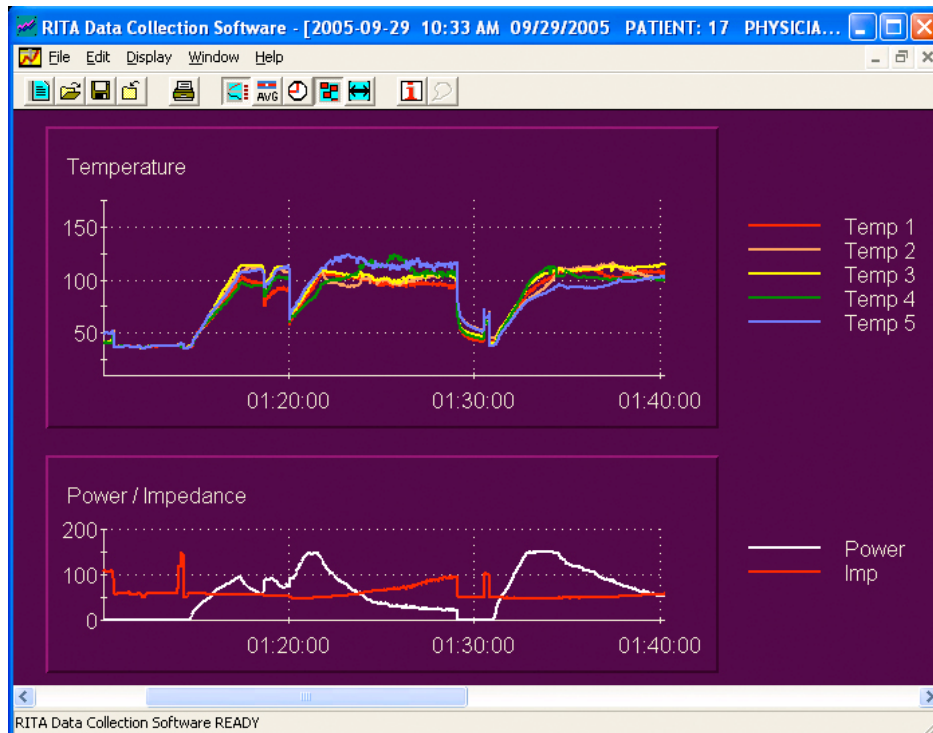 RITA Data Collection Software - [2005-09-29 10:33 AM 09/29/2005 PATIENT: 17 PHYSICIA...
File Edit Display Window Help
AVG
Temperature
150
100
50
01:20:00 01:30:00 01:40:00
Temp 1
Temp 2
Temp 3
Temp 4
Temp 5
Power / Impedance
200
100
0
01:20:00 01:30:00 01:40:00
Power
Imp
RITA Data Collection Software READY